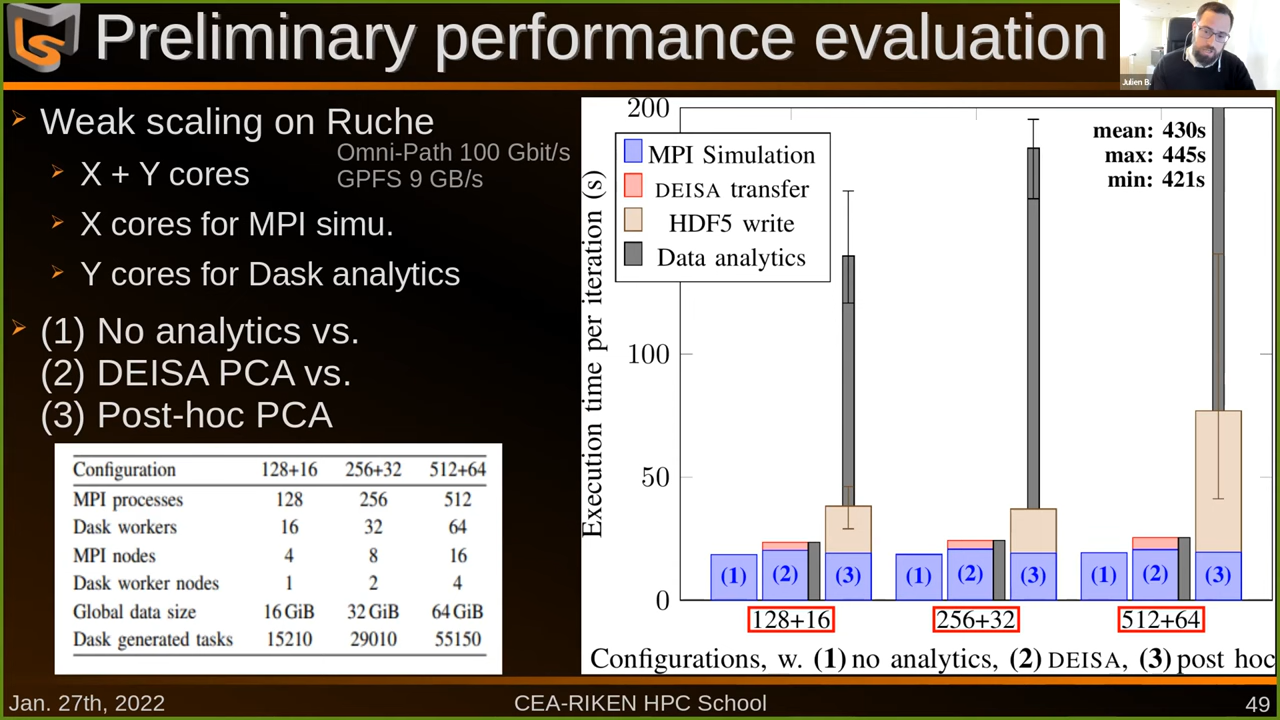 Preliminary performance evaluation
Julien B.
Weak scaling on Ruche
Omni-Path 100 Gbit/s
GPFS 9 GB/s
X + Y cores
X cores for MPI simu.
Y cores for Dask analytics
(1) No analytics vs.
(2) DEISA PCA vs.
(3) Post-hoc PCA
Configuration 128+16 256+32 512+64
MPI processes 128 256 512
Dask workers 16 32 64
MPI nodes 4 8 16
Dask worker nodes 1 2 4
Global data size 16 GiB 32 GiB 64 GiB
Dask generated tasks 15210 29010 55150
Execution time per iteration (s)
200
100
50
0
MPI Simulation
DEISA transfer
HDF5 write
Data analytics
mean: 430s
max: 445s
min: 421s
(1) (2) (3) (1) (2) (3) (1) (2) (3)
128+16 256+32 512+64
Configurations, w. (1) no analytics, (2) DEISA, (3) post hoc
Jan. 27th, 2022
CEA-RIKEN HPC School
49